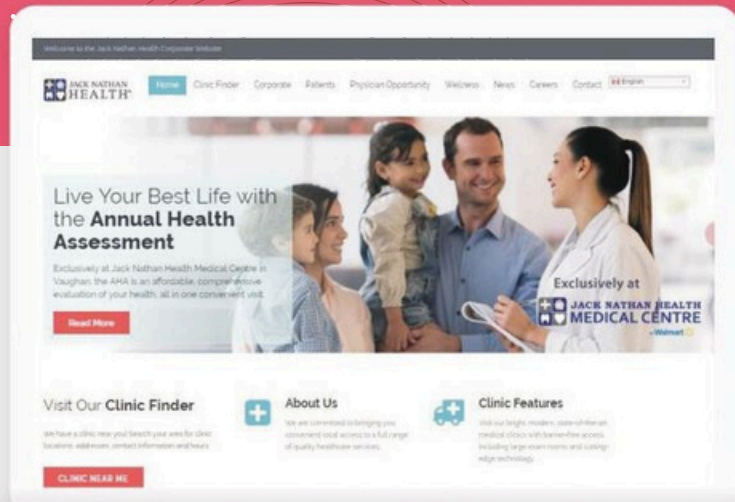 Welcome to the Jack Nathan Health Corporate Website
JACK NATHAN
HEALTH
Home Clinic Finder Corporate Patients Physician Opportunity Wellness News Careers Contact English
Live Your Best Life with
the Annual Health
Assessment
Exclusively at Jack Nathan Health Medical Centre in
Vaughan, the AHA is an affordable, comprehensive
evaluation of your health, all in one convenient visit.
Read More
Exclusively at
JACK NATHAN HEALTH
MEDICAL CENTRE
Walmart
Visit Our Clinic Finder
We have a clinic near you! Search your area for clinic
locations, addresses, contact information and hours.
CLINIC NEAR ME
About Us
We are committed to bringing you
convenient local access to a full range
of quality healthcare services.
Clinic Features
Visit our bright, modern, state-of-the-art
medical clinics with barrier-free access,
including large exam rooms and cutting-
edge technology.